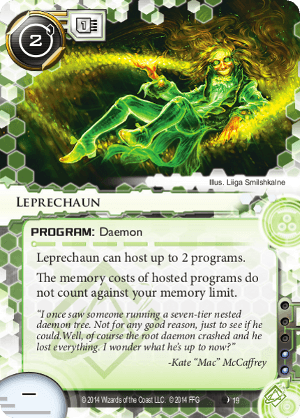 2
1
Illus. Liiga Smilshkalne
Leprechaun
PROGRAM: Daemon
Leprechaun can host up to 2 programs.
The memory costs of hosted programs do
not count against your memory limit.
"I once saw someone running a seven-tier nested
daemon tree. Not for any good reason, just to see if he
could.Well, of course the root daemon crashed and he
lost everything. I wonder what he's up to now?"
-Kate "Mac" McCaffrey
–
© 2014 Wizards of the Coast LLC. © 2014 FFG
19